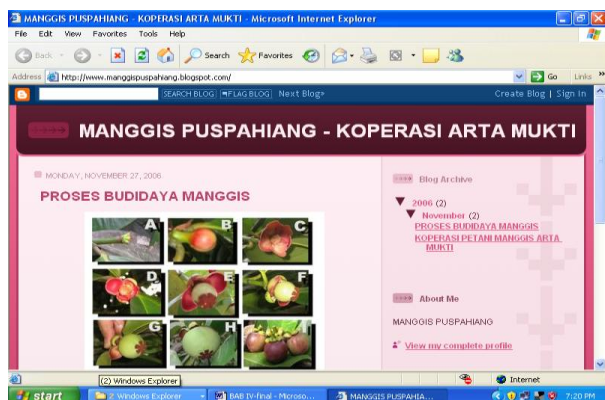 MANGGIS PUSPAHIANG - KOPERASI ARTA MUKTI - Microsoft Internet Explorer
File Edit View Favorites Tools Help
Back Search Favorites
Address http://www.manggispuspahiang.blogspot.com/ Go Links »
SEARCH BLOG FLAG BLOG Next Blog» Create Blog | Sign In
MANGGIS PUSPAHIANG - KOPERASI ARTA MUKTI
MONDAY, NOVEMBER 27, 2006
PROSES BUDIDAYA MANGGIS
A B C
D E F
G H I
Blog Archive
▼ 2006 (2)
▼ November (2)
PROSES BUDIDAYA MANGGIS
KOPERASI PETANI MANGGIS ARTA
MUKTI
About Me
MANGGIS PUSPAHIANG
View my complete profile
(2) Windows Explorer
Internet
start 2 Windows Explorer BAB IV-final - Microso... MANGGIS PUSPAHIA... 7:20 PM